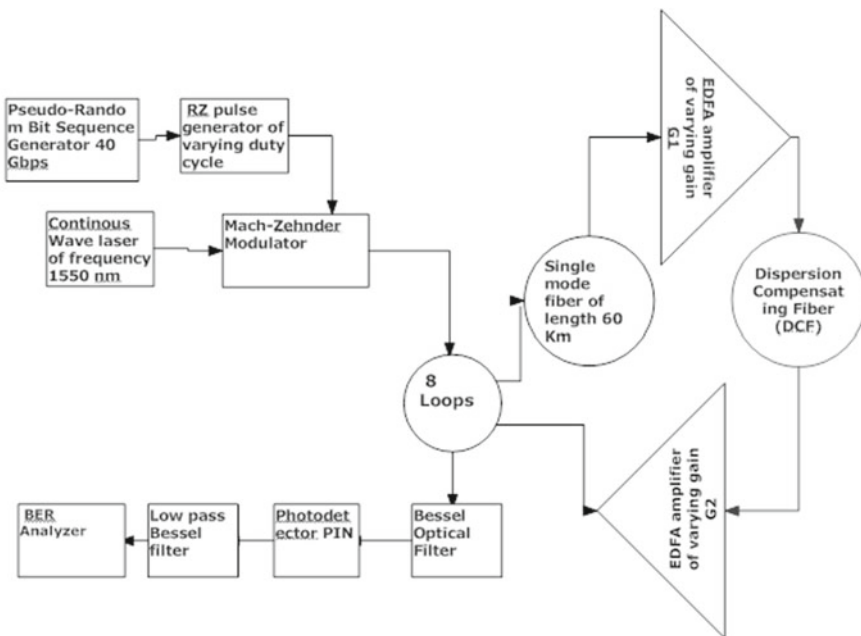 Pseudo-Rando
m Bit Sequence
Generator 40
Gbps
RZ pulse
generator of
varying duty
cycle
Continous
Wave laser
of frequency
1550 nm
Mach-Zehnder
Modulator
8
Loops
Single
mode
fiber of
length 60
Km
EDFA amplifier
of varying gain
G1
Dispersion
Compensat
ing Fiber
(DCF)
EDFA amplifier
of varying gain
G2
Bessel
Optical
Filter
Photodet
ector PIN
Low pass
Bessel
filter
BER
Analyzer